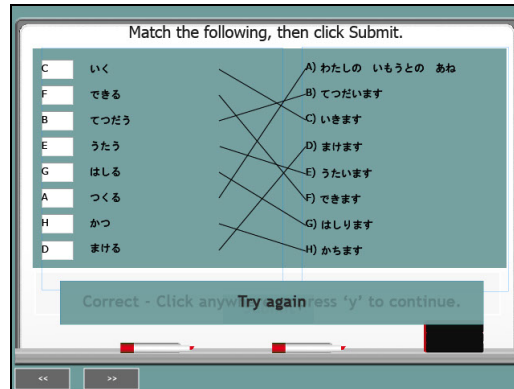 Match the following, then click Submit.
C いく A) わたしの いもうとの あね
F できる B) てつだいます
B てつだう C) いきます
E うたう D) まけます
G はしる E) うたいます
A つくる F) できます
H かつ G) はしります
D まける H) かちます
Correct - Click anyw press 'y' to continue.
Try again
<< >>